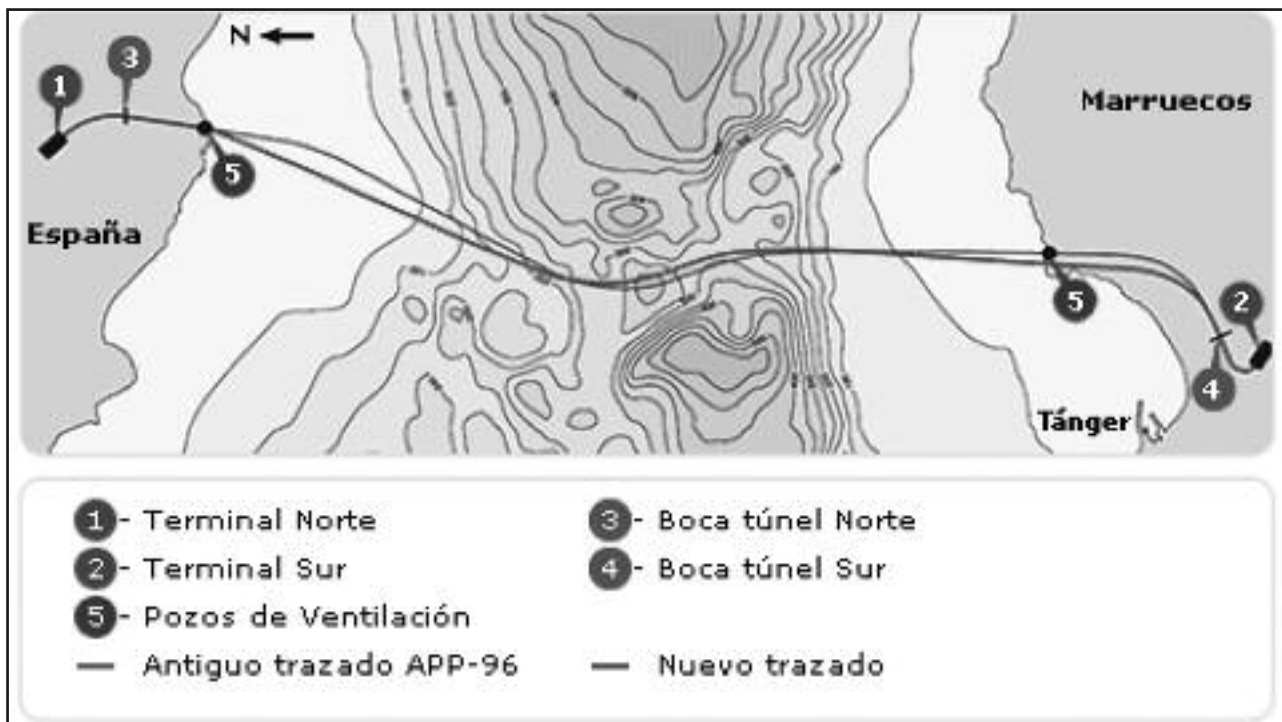 N
3
1
Marruecos
5
España
5
2
4
Tánger
1 - Terminal Norte
3 - Boca túnel Norte
2 - Terminal Sur
4 - Boca túnel Sur
5 - Pozos de Ventilación
Antiguo trazado APP-96
Nuevo trazado